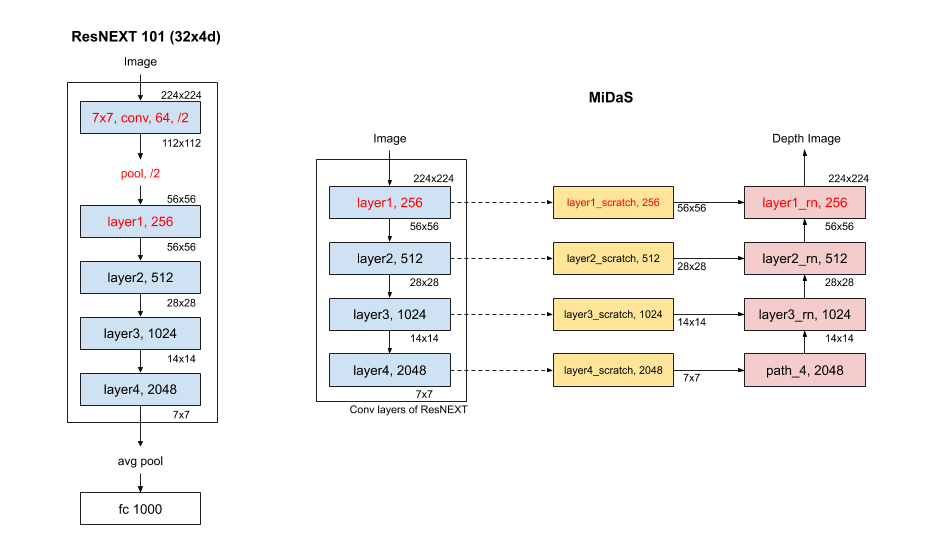 ResNEXT 101 (32x4d)
Image
224x224
7x7, conv, 64, /2
112x112
pool, /2
56x56
layer1, 256
56x56
layer2, 512
28x28
layer3, 1024
14x14
layer4, 2048
7x7
avg pool
fc 1000
MiDaS
Image
224x224
layer1, 256
56x56
layer2, 512
28x28
layer3, 1024
14x14
layer4, 2048
7x7
Conv layers of ResNEXT
layer1_scratch, 256
56x56
layer2_scratch, 512
28x28
layer3_scratch, 1024
14x14
layer4_scratch, 2048
7x7
Depth Image
224x224
layer1_rn, 256
56x56
layer2_rn, 512
28x28
layer3_rn, 1024
14x14
path_4, 2048